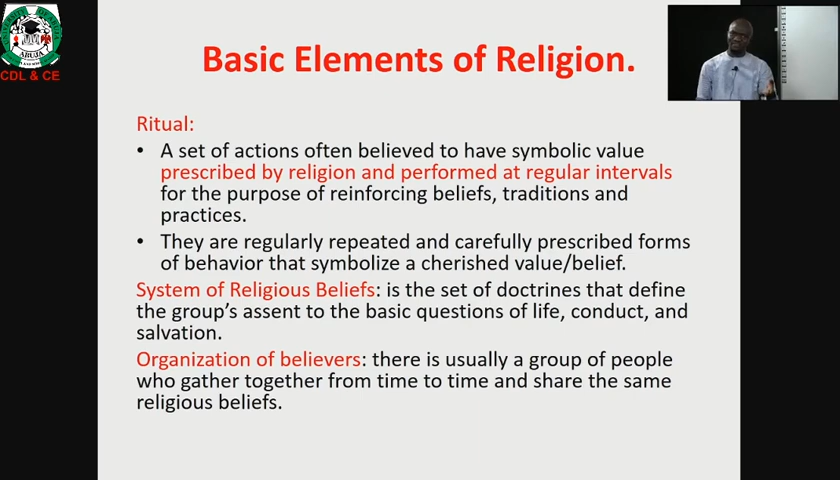 UNIVERSITY OF ABUJA
ABUJA
CDL & CE
Basic Elements of Religion.
Ritual:
• A set of actions often believed to have symbolic value
prescribed by religion and performed at regular intervals
for the purpose of reinforcing beliefs, traditions and
practices.
• They are regularly repeated and carefully prescribed forms
of behavior that symbolize a cherished value/belief.
System of Religious Beliefs: is the set of doctrines that define
the group's assent to the basic questions of life, conduct, and
salvation.
Organization of believers: there is usually a group of people
who gather together from time to time and share the same
religious beliefs.